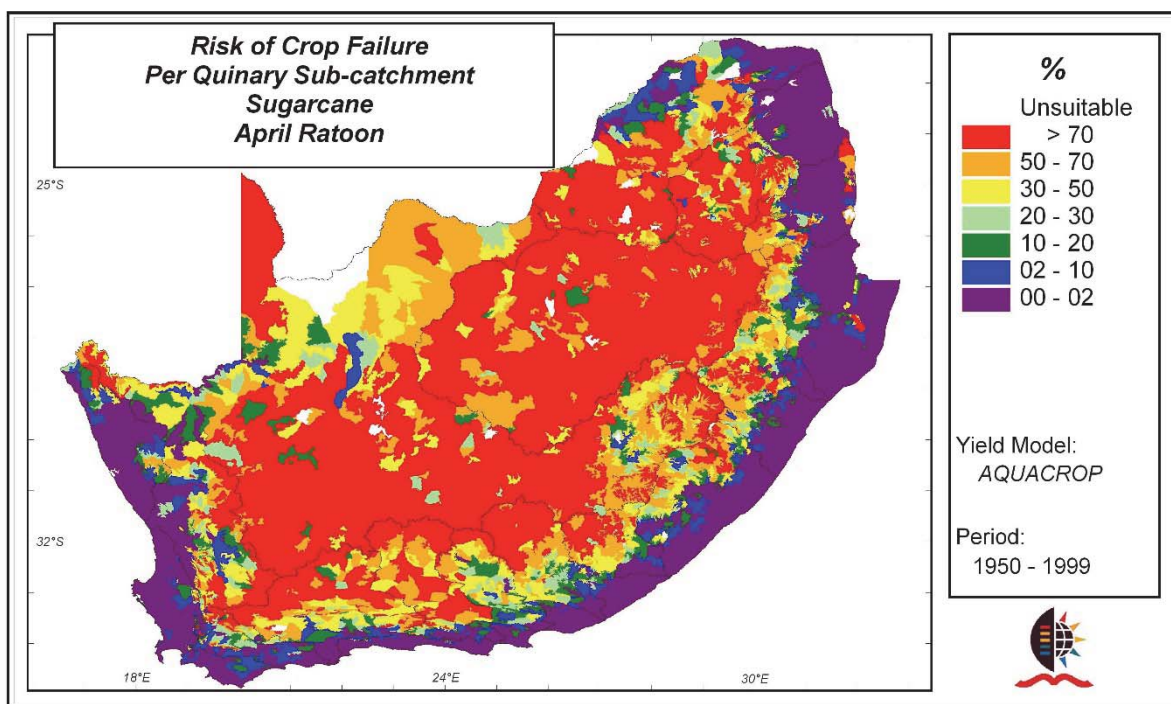 Risk of Crop Failure
Per Quinary Sub-catchment
Sugarcane
April Ratoon
25°S
32°S
18°E
24°E
30°E
%
Unsuitable
> 70
50 - 70
30 - 50
20 - 30
10 - 20
02 - 10
00 - 02
Yield Model:
AQUACROP
Period:
1950 - 1999